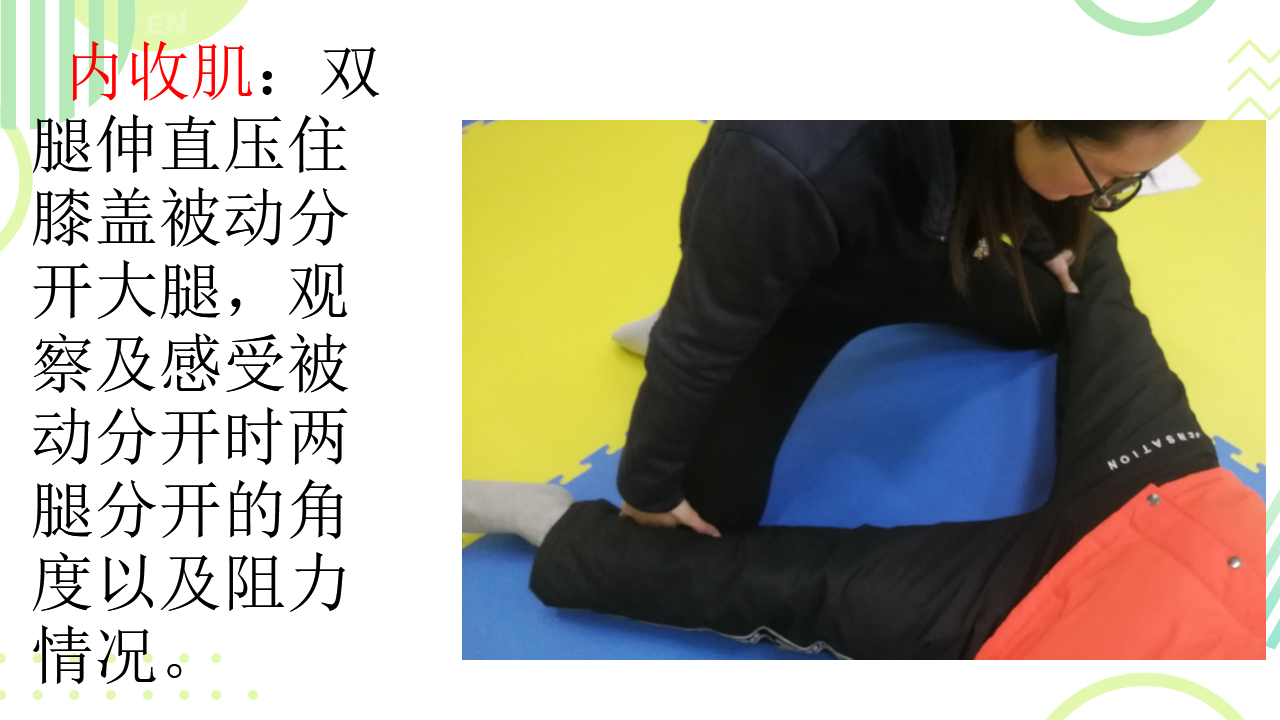 EN
内收肌：双
腿伸直压住
膝盖被动分
开大腿，观
察及感受被
动分开时两
腿分开的角
度以及阻力
情况。
SENSATION